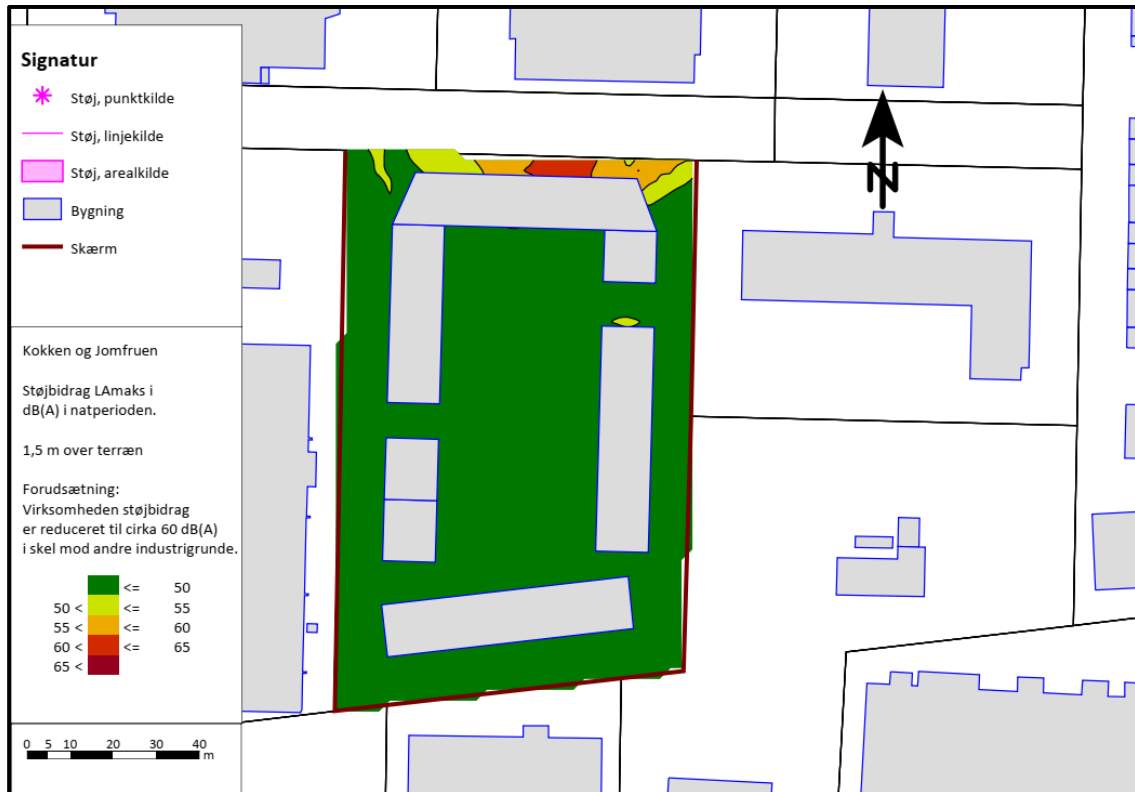 Signatur
Støj, punktkilde
Støj, linjekilde
Støj, arealkilde
Bygning
Skærm
Kokken og Jomfruen
Støjbidrag LAmaks i
dB(A) i natperioden.
1,5 m over terræn
Forudsætning:
Virksomheden støjbidrag
er reduceret til cirka 60 dB(A)
i skel mod andre industrigrunde.
<= 50
50 < <= 55
55 < <= 60
60 < <= 65
65 <
0 5 10 20 30 40
m
N